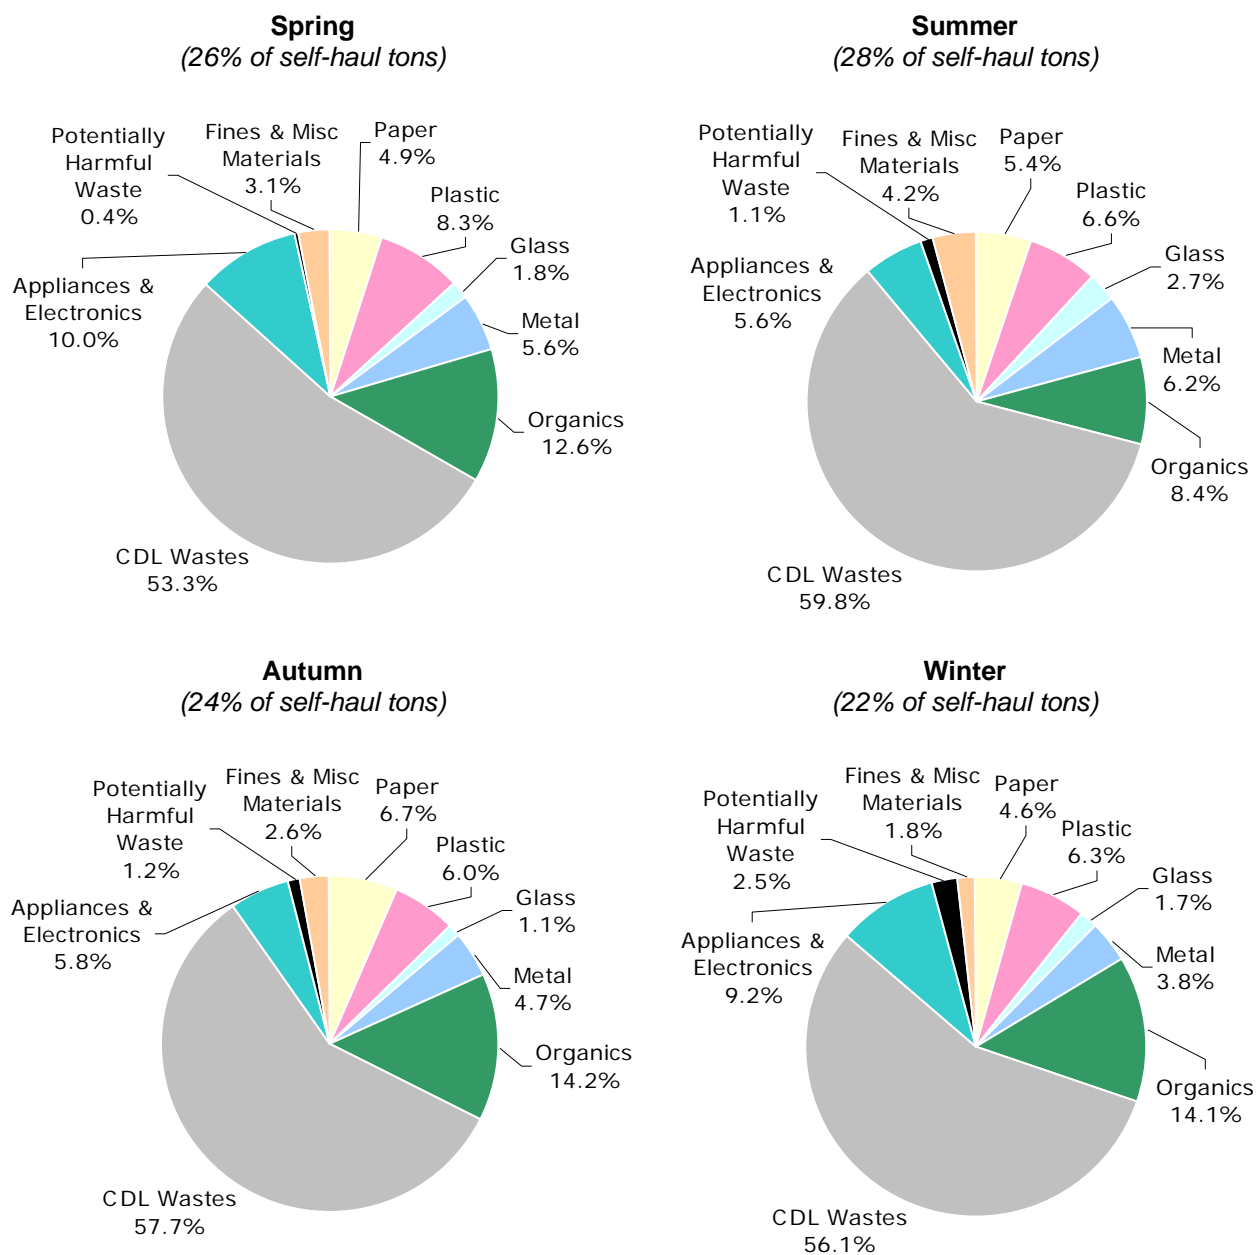 Spring
(26% of self-haul tons)
Potentially
Harmful
Waste
0.4%
Fines & Misc
Materials
3.1%
Paper
4.9%
Plastic
8.3%
Glass
1.8%
Metal
5.6%
Organics
12.6%
CDL Wastes
53.3%
Appliances &
Electronics
10.0%
Summer
(28% of self-haul tons)
Potentially
Harmful
Waste
1.1%
Fines & Misc
Materials
4.2%
Paper
5.4%
Plastic
6.6%
Glass
2.7%
Metal
6.2%
Organics
8.4%
CDL Wastes
59.8%
Appliances &
Electronics
5.6%
Autumn
(24% of self-haul tons)
Potentially
Harmful
Waste
1.2%
Fines & Misc
Materials
2.6%
Paper
6.7%
Plastic
6.0%
Glass
1.1%
Metal
4.7%
Organics
14.2%
CDL Wastes
57.7%
Appliances &
Electronics
5.8%
Winter
(22% of self-haul tons)
Potentially
Harmful
Waste
2.5%
Fines & Misc
Materials
1.8%
Paper
4.6%
Plastic
6.3%
Glass
1.7%
Metal
3.8%
Organics
14.1%
CDL Wastes
56.1%
Appliances &
Electronics
9.2%